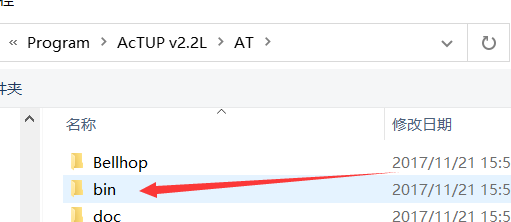 程
« Program > AcTUP v2.2L > AT >
件夹
名称 修改日期
Bellhop 2017/11/21 15:5
bin 2017/11/21 15:5
doc 2017/11/21 15:5